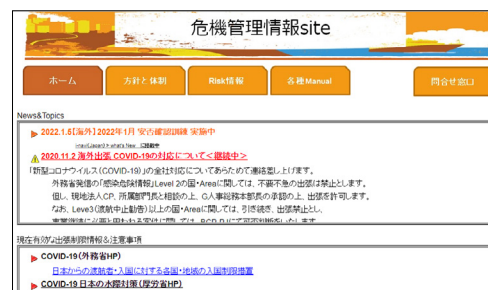 危機管理情報site
ホーム 方針と体制 Risk情報 各種Manual 問合せ窓口
News&Topics
2022.1.6【海外】2022年1月 安否確認訓練 実施中
2020.11.2 海外出張 COVID-19の対応について<継続中>
「新型コロナウイルス(COVID-19)」の会社対応についてあらためて連絡差し上げます。
外務省発信の「感染危険情報」Level 2の国・Areaに関しては、不要不急の出張は禁止とします。
但し、現地法人CP、所属部門長と相談の上、G人事総務本部長の承認の上、出張を許可します。
なお、Leve3(渡航中止勧告)以上の国・Areaに関しては、引き続き、出張禁止とし、
現在有効な出張制限情報&注意事項
COVID-19(外務省HP)
日本からの渡航者・入国に対する各国・地域の入国制限措置
COVID-19 日本の水際対策(厚労省HP)